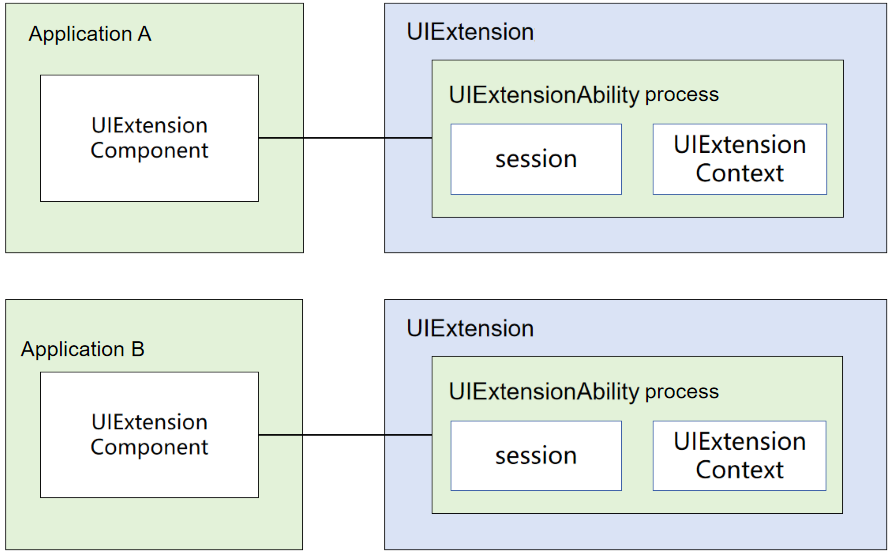 Application A
UIExtension
Component
UIExtension
UIExtensionAbility process
session
UIExtension
Context
Application B
UIExtension
Component
UIExtension
UIExtensionAbility process
session
UIExtension
Context